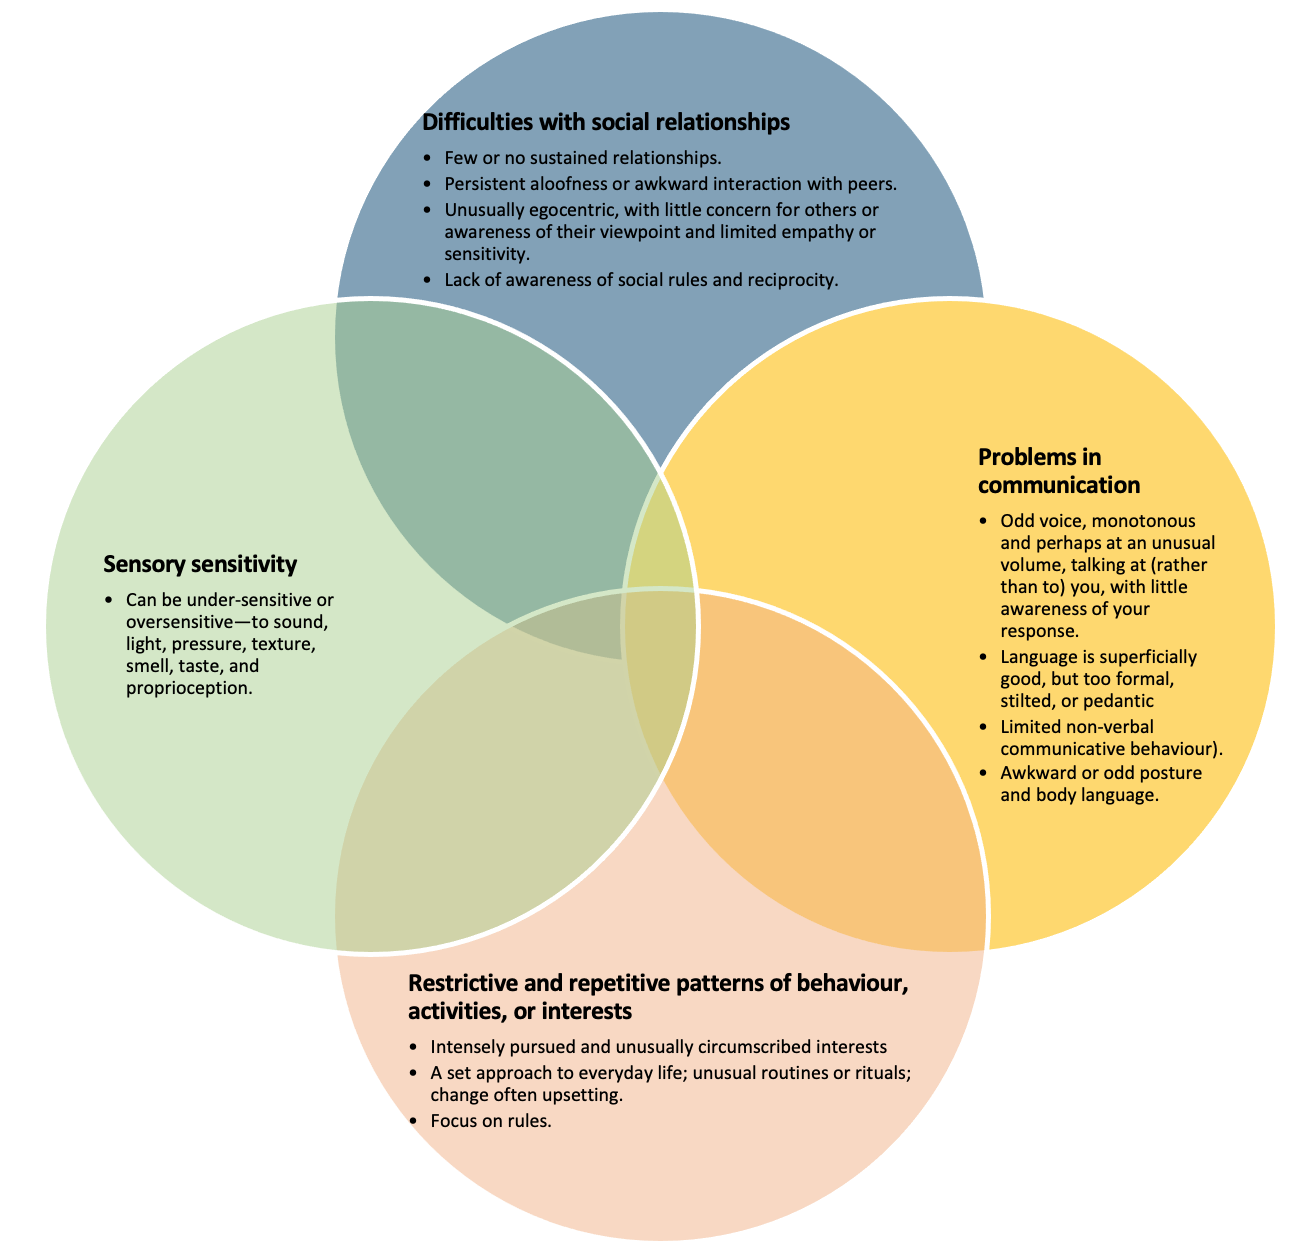 Difficulties with social relationships
• Few or no sustained relationships.
• Persistent aloofness or awkward interaction with peers.
• Unusually egocentric, with little concern for others or
awareness of their viewpoint and limited empathy or
sensitivity.
• Lack of awareness of social rules and reciprocity.
Problems in
communication
• Odd voice, monotonous
and perhaps at an unusual
volume, talking at (rather
than to) you, with little
awareness of your
response.
• Language is superficially
good, but too formal,
stilted, or pedantic
• Limited non-verbal
communicative behaviour).
• Awkward or odd posture
and body language.
Sensory sensitivity
• Can be under-sensitive or
oversensitive—to sound,
light, pressure, texture,
smell, taste, and
proprioception.
Restrictive and repetitive patterns of behaviour,
activities, or interests
• Intensely pursued and unusually circumscribed interests
• A set approach to everyday life; unusual routines or rituals;
change often upsetting.
• Focus on rules.